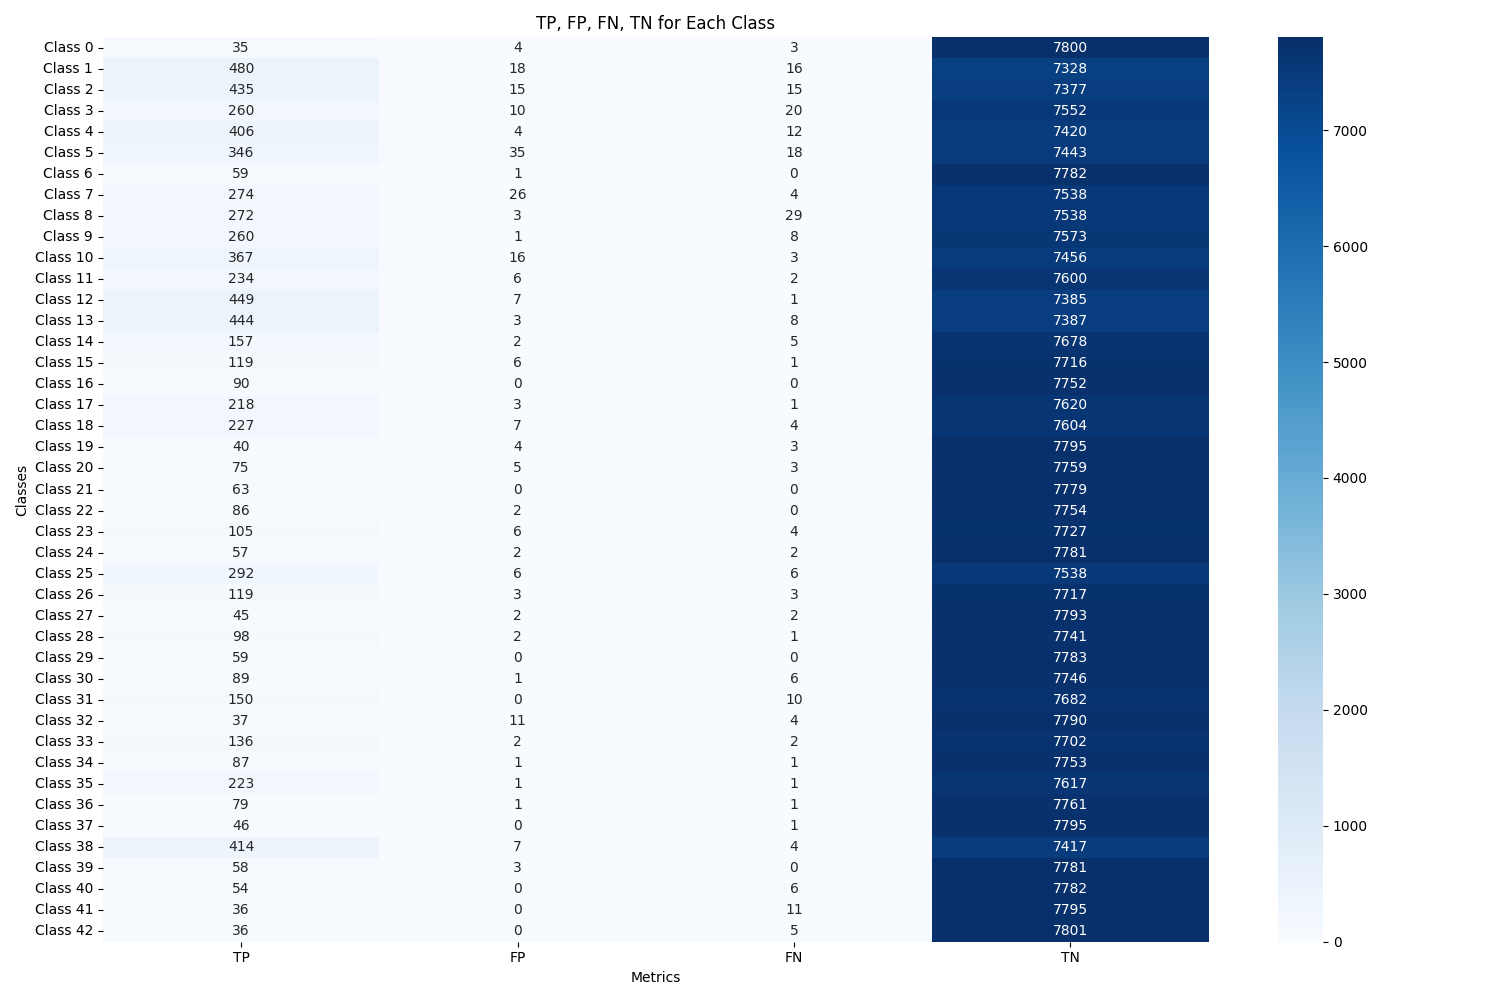 TP, FP, FN, TN for Each Class
Class 0 35 4 3 7800
Class 1 480 18 16 7328
Class 2 435 15 15 7377
Class 3 260 10 20 7552
Class 4 406 4 12 7420
Class 5 346 35 18 7443
Class 6 59 1 0 7782
Class 7 274 26 4 7538
Class 8 272 3 29 7538
Class 9 260 1 8 7573
Class 10 367 16 3 7456
Class 11 234 6 2 7600
Class 12 449 7 1 7385
Class 13 444 3 8 7387
Class 14 157 2 5 7678
Class 15 119 6 1 7716
Class 16 90 0 0 7752
Class 17 218 3 1 7620
Class 18 227 7 4 7604
Class 19 40 4 3 7795
Class 20 75 5 3 7759
Class 21 63 0 0 7779
Class 22 86 2 0 7754
Class 23 105 6 4 7727
Class 24 57 2 2 7781
Class 25 292 6 6 7538
Class 26 119 3 3 7717
Class 27 45 2 2 7793
Class 28 98 2 1 7741
Class 29 59 0 0 7783
Class 30 89 1 6 7746
Class 31 150 0 10 7682
Class 32 37 11 4 7790
Class 33 136 2 2 7702
Class 34 87 1 1 7753
Class 35 223 1 1 7617
Class 36 79 1 1 7761
Class 37 46 0 1 7795
Class 38 414 7 4 7417
Class 39 58 3 0 7781
Class 40 54 0 6 7782
Class 41 36 0 11 7795
Class 42 36 0 5 7801
TP FP FN TN
Metrics
Classes
7000
6000
5000
4000
3000
2000
1000
0